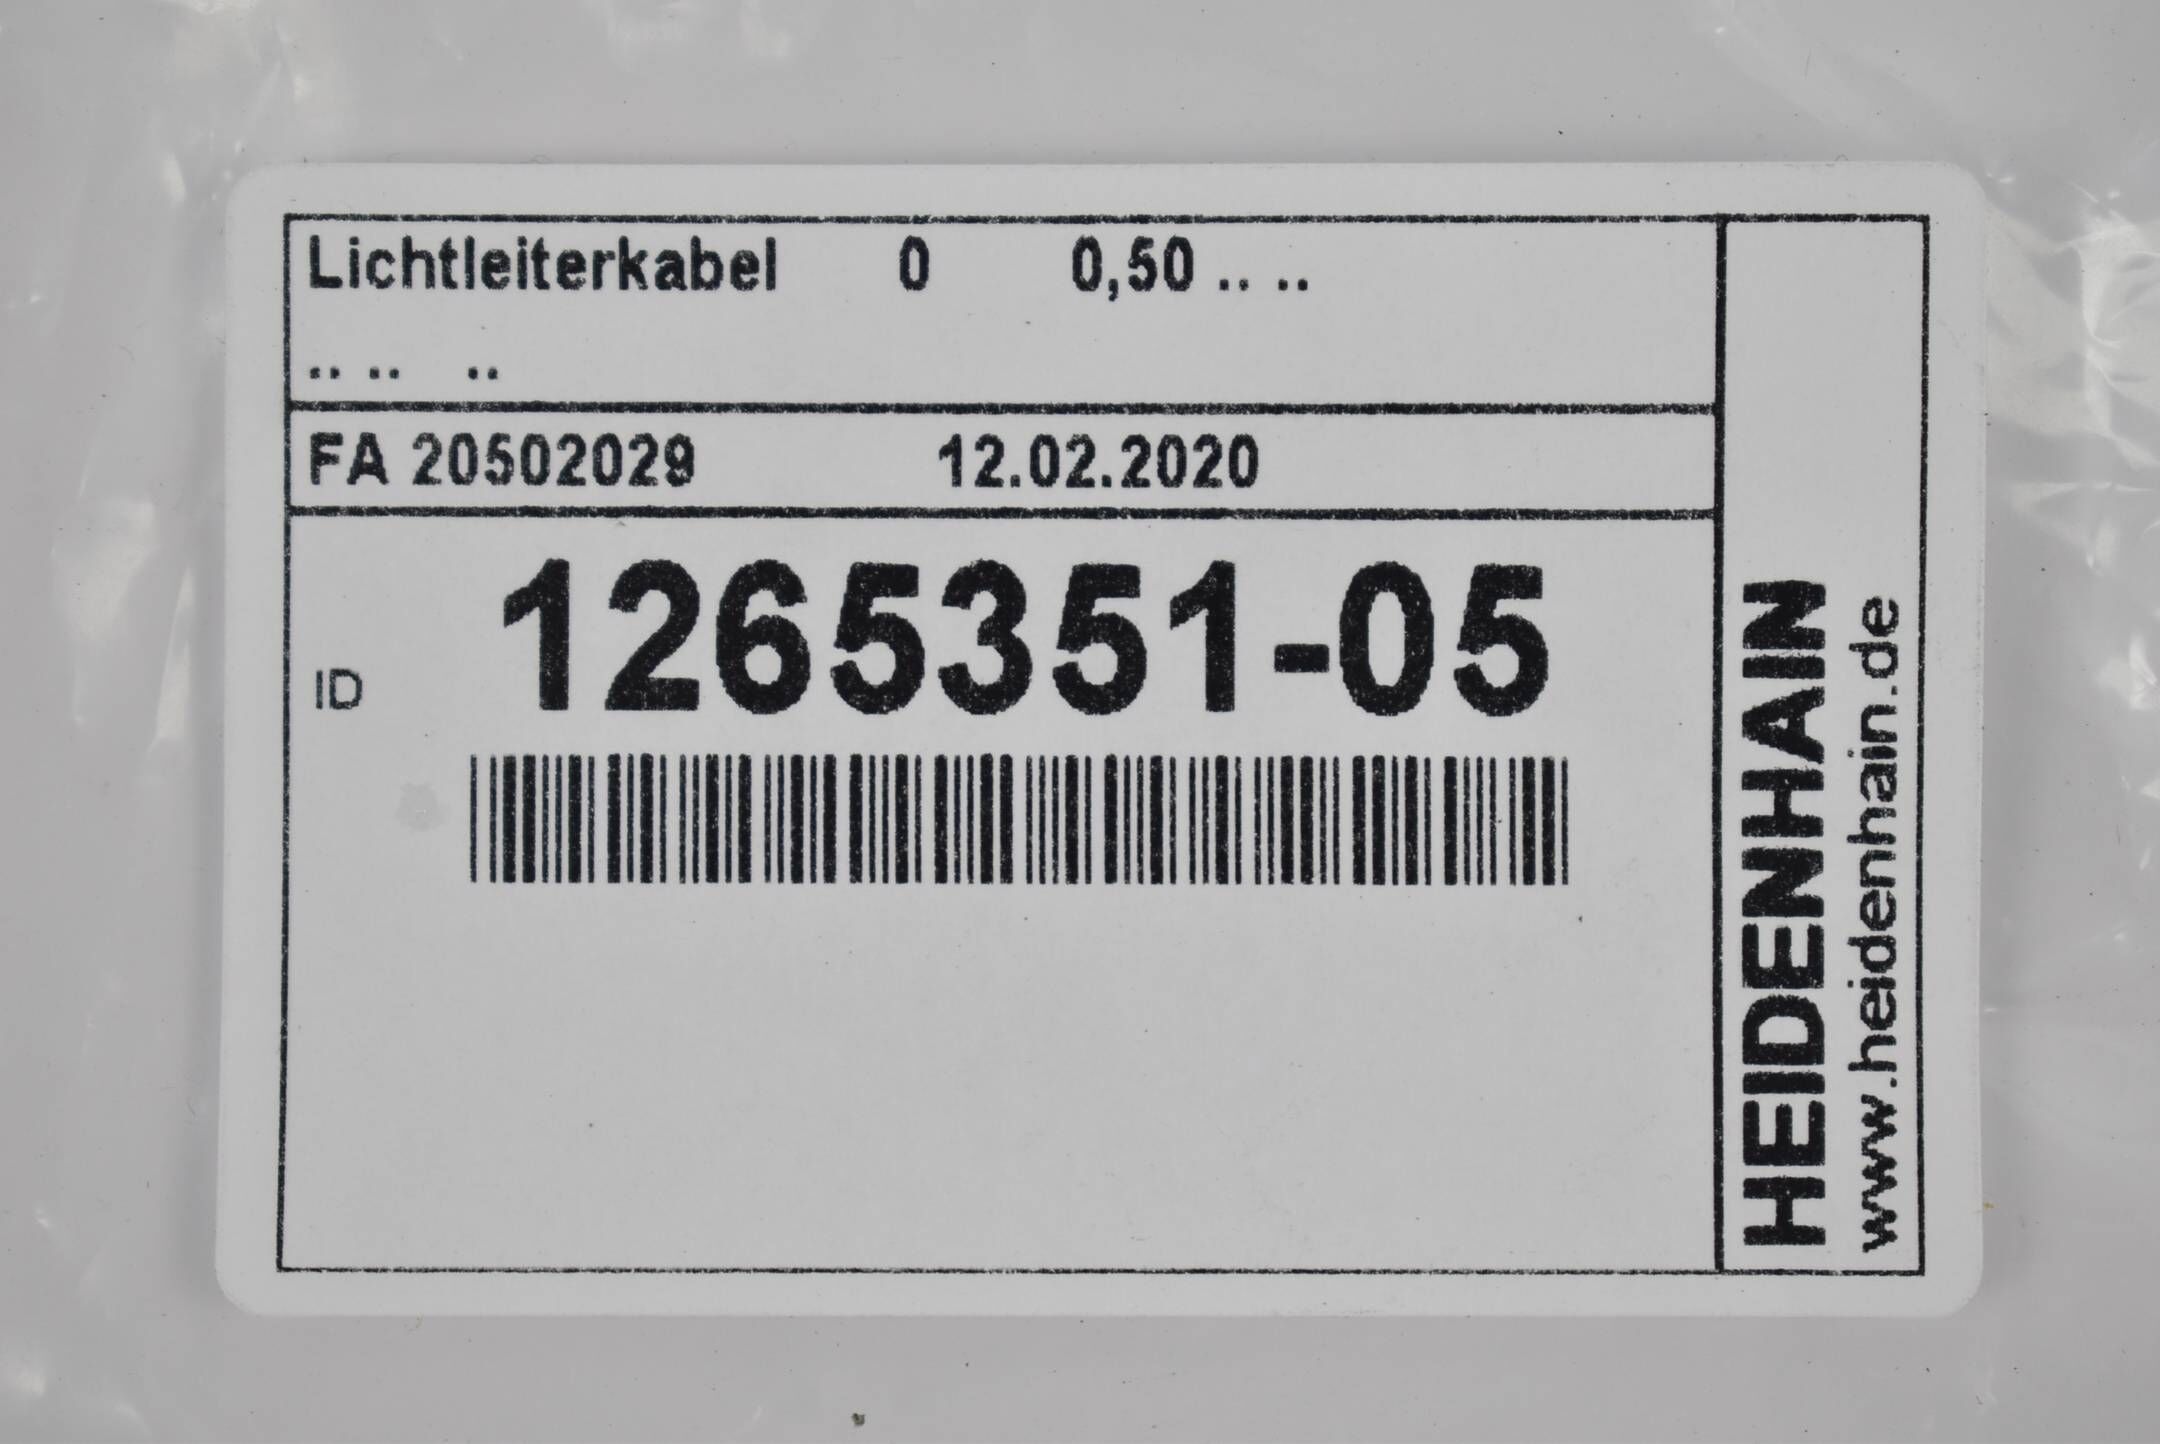 Lichtleiterkabel 0 0,50 .. ..
.. .. ..
FA 20502029 12.02.2020
ID 1265351-05
HEIDENHAIN
www.heidenhain.de